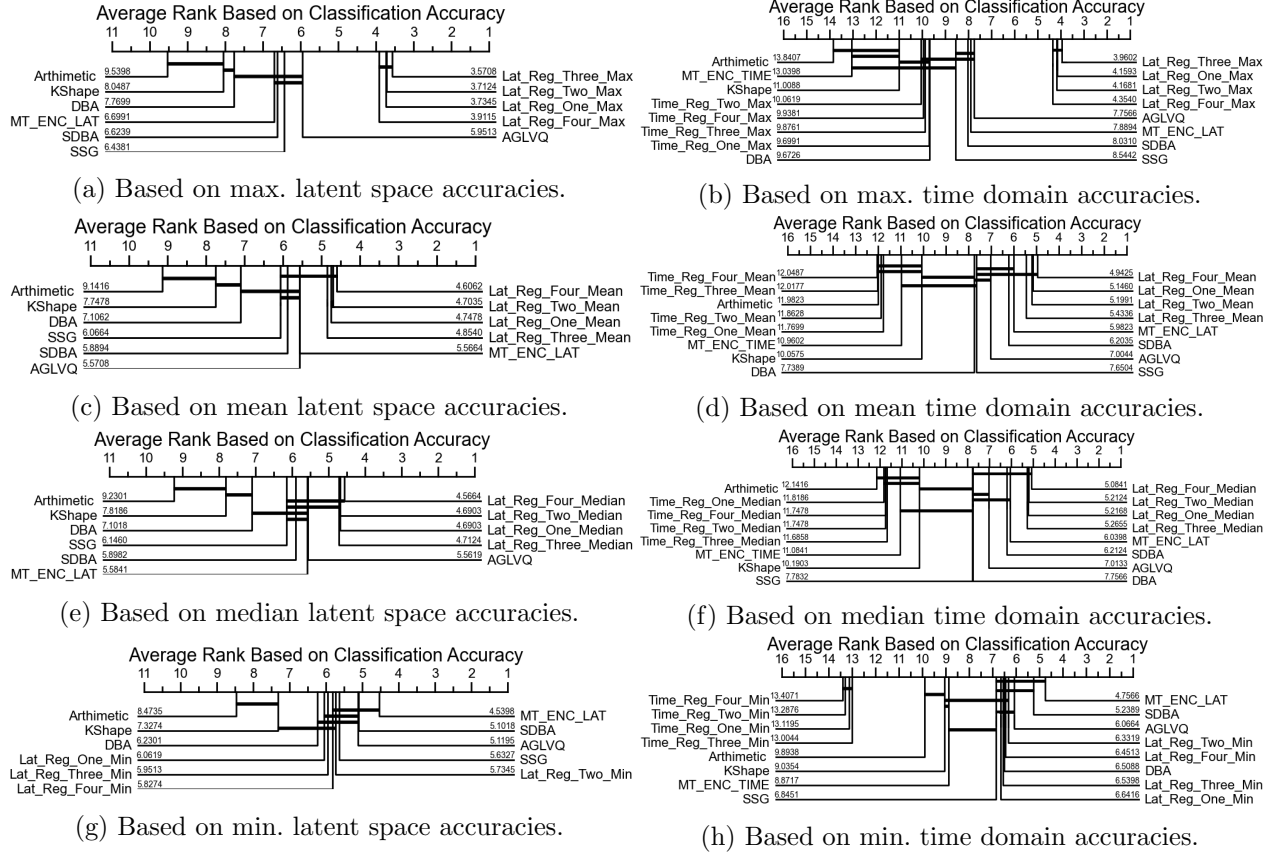 Average Rank Based on Classification Accuracy
11 10 9 8 7 6 5 4 3 2 1
Arthimetic 9.5398 3.5708 Lat_Reg_Three_Max
KShape 8.0487 3.7124 Lat_Reg_Two_Max
DBA 7.7699 3.7345 Lat_Reg_One_Max
MT_ENC_LAT 6.6991 3.9115 Lat_Reg_Four_Max
SDBA 6.6239 5.9513 AGLVQ
SSG 6.4381
(a) Based on max. latent space accuracies.
Average Rank Based on Classification Accuracy
16 15 14 13 12 11 10 9 8 7 6 5 4 3 2 1
Arithmetic 13.8407 3.9602 Lat_Reg_Three_Max
MT_ENC_TIME 13.0398 4.1593 Lat_Reg_One_Max
KShape 11.0088 4.1681 Lat_Reg_Two_Max
Time_Reg_Two_Max 10.0619 4.3540 Lat_Reg_Four_Max
Time_Reg_Four_Max 9.9381 7.7566 AGLVQ
Time_Reg_Three_Max 9.8761 7.8894 MT_ENC_LAT
Time_Reg_One_Max 9.6991 8.0310 SDBA
DBA 9.6726 8.5442 SSG
(b) Based on max. time domain accuracies.
Average Rank Based on Classification Accuracy
11 10 9 8 7 6 5 4 3 2 1
Arithmetic 9.1416 4.6062 Lat_Reg_Four_Mean
KShape 7.7478 4.7035 Lat_Reg_Two_Mean
DBA 7.1062 4.7478 Lat_Reg_One_Mean
SSG 6.0664 4.8540 Lat_Reg_Three_Mean
SDBA 5.8894 5.5664 MT_ENC_LAT
AGLVQ 5.5708
(c) Based on mean latent space accuracies.
Average Rank Based on Classification Accuracy
16 15 14 13 12 11 10 9 8 7 6 5 4 3 2 1
Time_Reg_Four_Mean 12.0487 4.9425 Lat_Reg_Four_Mean
Time_Reg_Three_Mean 12.0177 5.1460 Lat_Reg_One_Mean
Arithmetic 11.9823 5.1991 Lat_Reg_Two_Mean
Time_Reg_Two_Mean 11.8628 5.4336 Lat_Reg_Three_Mean
Time_Reg_One_Mean 11.7699 5.9823 MT_ENC_LAT
MT_ENC_TIME 10.9602 6.2035 SDBA
KShape 10.0575 7.0044 AGLVQ
DBA 7.7389 7.6504 SSG
(d) Based on mean time domain accuracies.
Average Rank Based on Classification Accuracy
11 10 9 8 7 6 5 4 3 2 1
Arthimetic 9.2301 4.5664 Lat_Reg_Four_Median
KShape 7.8186 4.6903 Lat_Reg_Two_Median
DBA 7.1018 4.6903 Lat_Reg_One_Median
SSG 6.1460 4.7124 Lat_Reg_Three_Median
SDBA 5.8982 5.5619 AGLVQ
MT_ENC_LAT 5.5841
(e) Based on median latent space accuracies.
Average Rank Based on Classification Accuracy
16 15 14 13 12 11 10 9 8 7 6 5 4 3 2 1
Arithmetic 12.1416 5.0841 Lat_Reg_Four_Median
Time_Reg_One_Median 11.8186 5.2124 Lat_Reg_Two_Median
Time_Reg_Four_Median 11.7478 5.2168 Lat_Reg_One_Median
Time_Reg_Two_Median 11.7478 5.2655 Lat_Reg_Three_Median
Time_Reg_Three_Median 11.6858 6.0398 MT_ENC_LAT
MT_ENC_TIME 11.0841 6.2124 SDBA
KShape 10.1903 7.0133 AGLVQ
SSG 7.7832 7.7566 DBA
(f) Based on median time domain accuracies.
Average Rank Based on Classification Accuracy
11 10 9 8 7 6 5 4 3 2 1
Arithmetic 8.4735 4.5398 MT_ENC_LAT
KShape 7.3274 5.1018 SDBA
DBA 6.2301 5.1195 AGLVQ
Lat_Reg_One_Min 6.0619 5.6327 SSG
Lat_Reg_Three_Min 5.9513 5.7345 Lat_Reg_Two_Min
Lat_Reg_Four_Min 5.8274
(g) Based on min. latent space accuracies.
Average Rank Based on Classification Accuracy
16 15 14 13 12 11 10 9 8 7 6 5 4 3 2 1
Time_Reg_Four_Min 13.4071 4.7566 MT_ENC_LAT
Time_Reg_Two_Min 13.2876 5.2389 SDBA
Time_Reg_One_Min 13.1195 6.0664 AGLVQ
Time_Reg_Three_Min 13.0044 6.3319 Lat_Reg_Two_Min
Arithmetic 9.8938 6.4513 Lat_Reg_Four_Min
KShape 9.0354 6.5088 DBA
MT_ENC_TIME 8.8717 6.5398 Lat_Reg_Three_Min
SSG 6.8451 6.6416 Lat_Reg_One_Min
(h) Based on min. time domain accuracies.